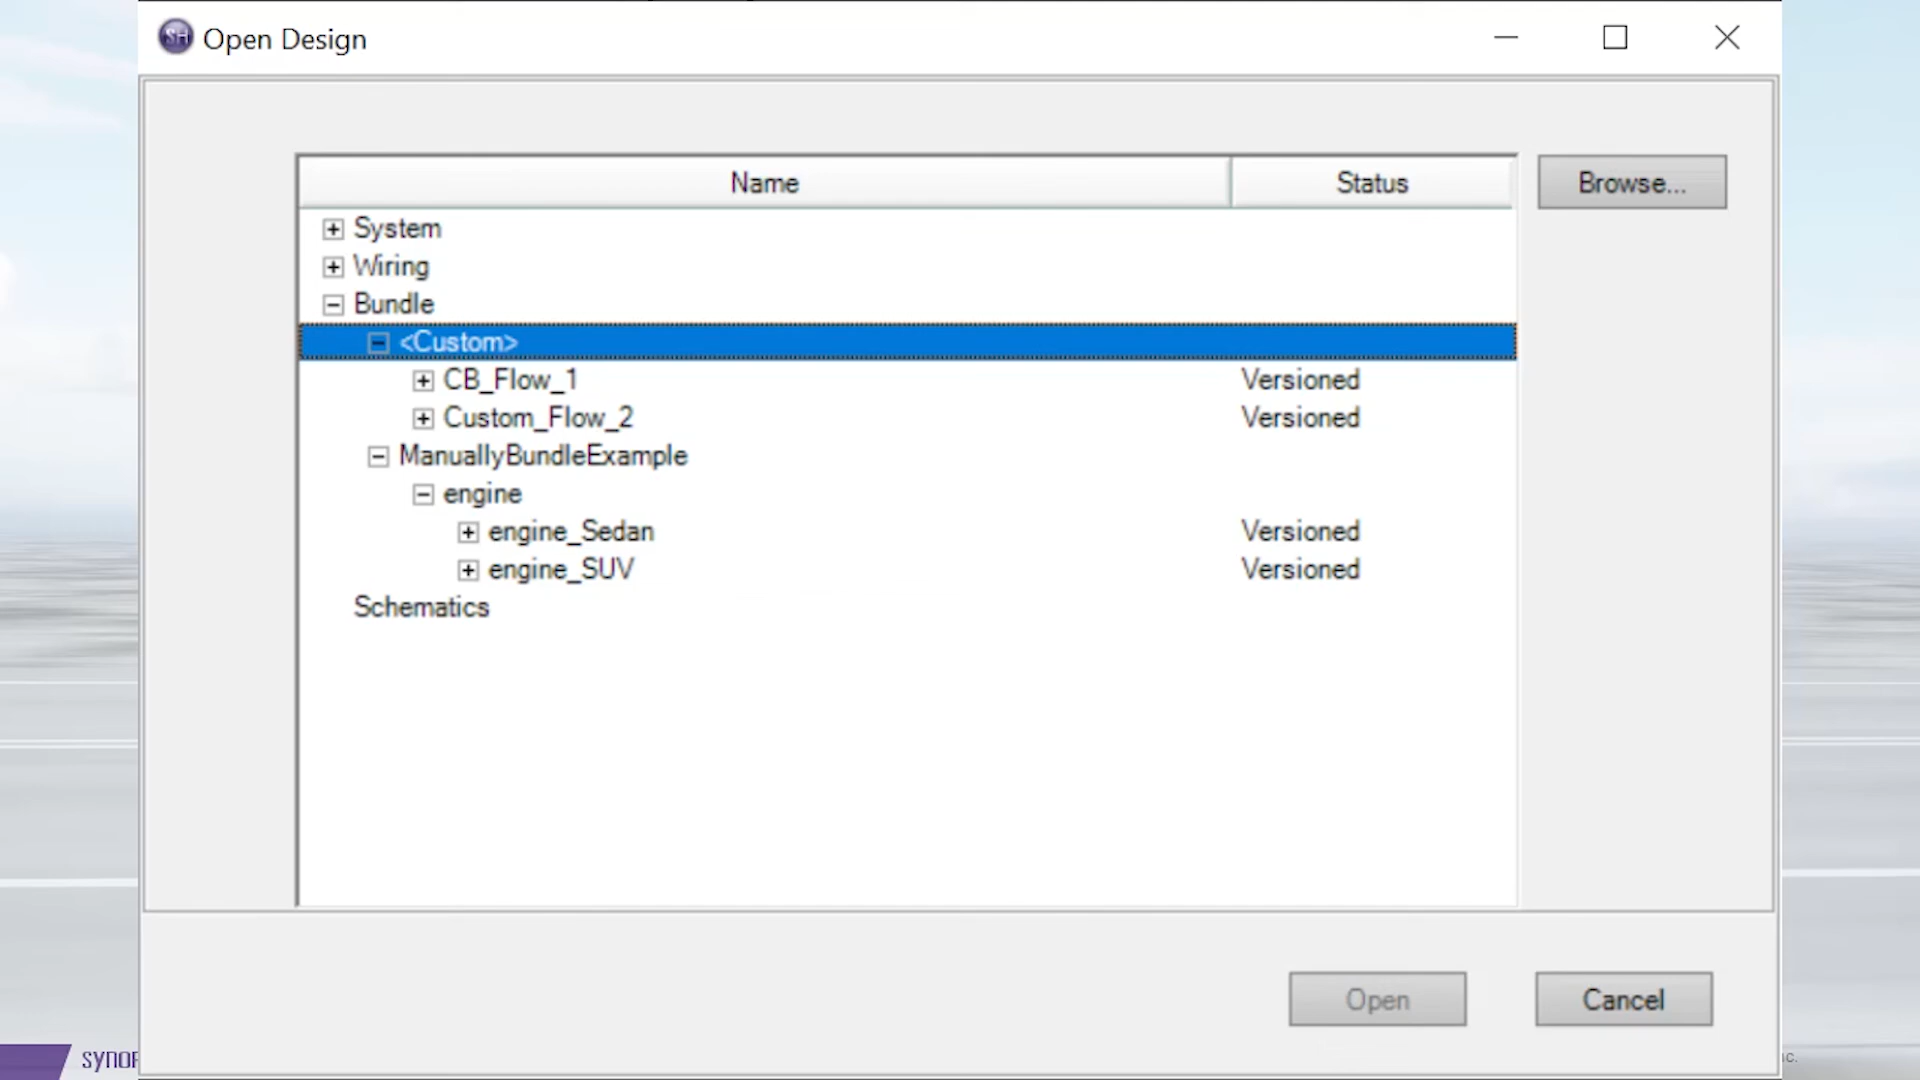 SH Open Design
Name Status Browse...
System
Wiring
Bundle
<Custom>
CB_Flow_1 Versioned
Custom_Flow_2 Versioned
ManuallyBundleExample
engine
engine_Sedan Versioned
engine_SUV Versioned
Schematics
Open Cancel